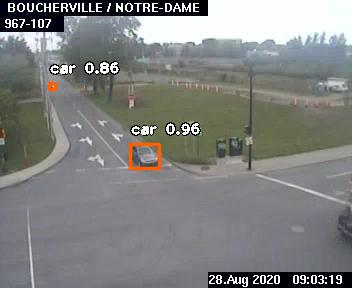 BOUCHERVILLE / NOTRE-DAME
967-107
car 0.86
car 0.96
28.Aug 2020 09:03:19